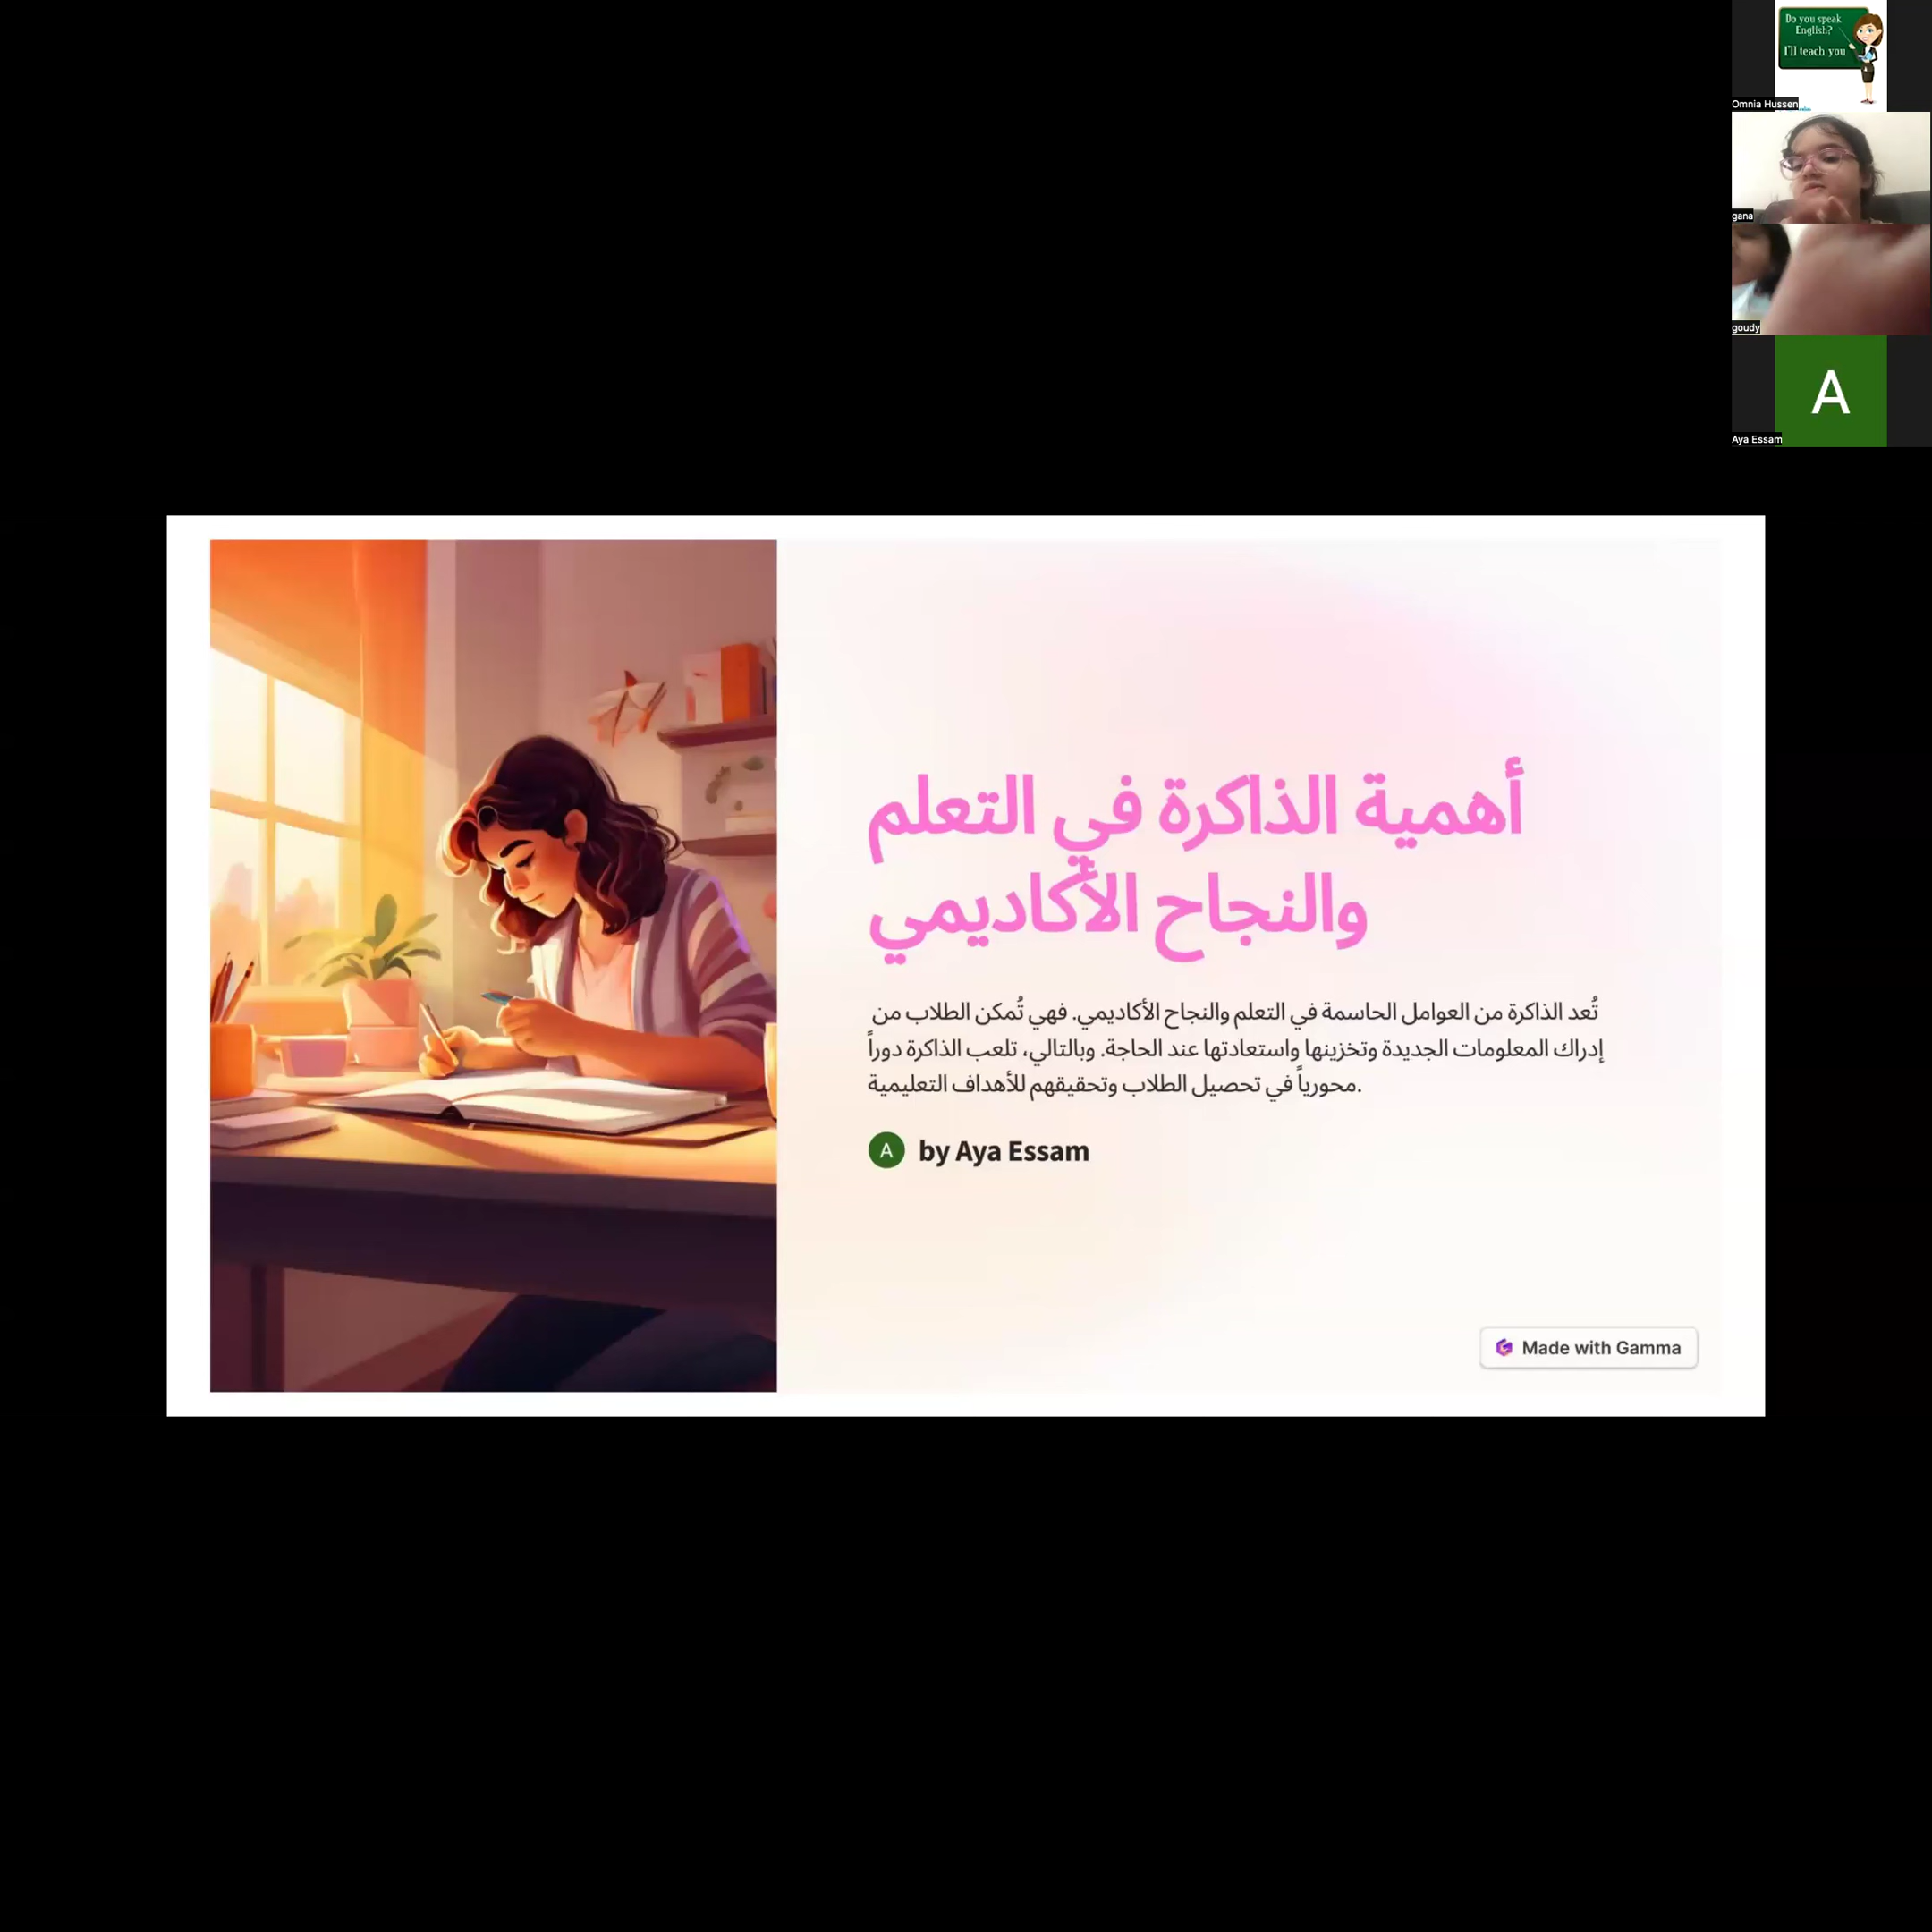 Do you speak
English?
I'll teach you
Omnia Hussen
gana
goudy
A
Aya Essam
أهمية الذاكرة في التعلم
والنجاح الأكاديمي
تُعد الذاكرة من العوامل الحاسمة في التعلم والنجاح الأكاديمي. فهي تُمكن الطلاب من
إدراك المعلومات الجديدة وتخزينها واستعادتها عند الحاجة. وبالتالي، تلعب الذاكرة دوراً
محورياً في تحصيل الطلاب وتحقيقهم للأهداف التعليمية.
A by Aya Essam
Made with Gamma